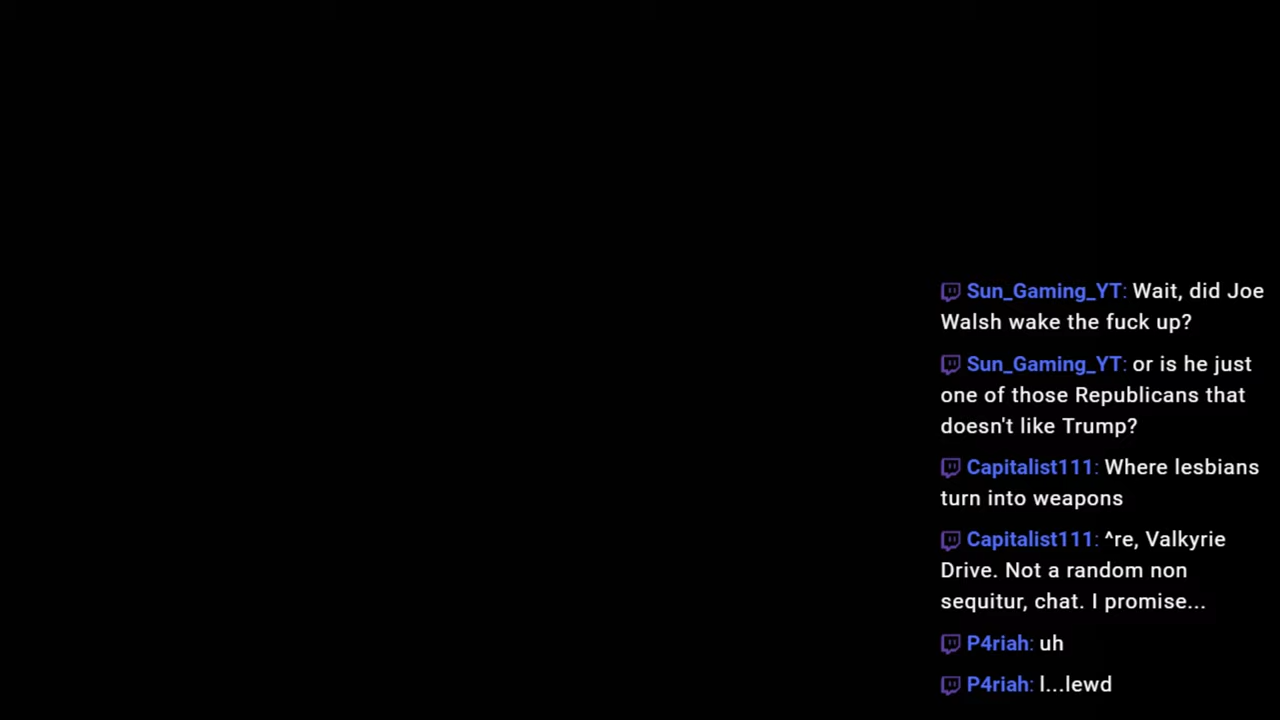 Sun_Gaming_YT: Wait, did Joe
Walsh wake the fuck up?
Sun_Gaming_YT: or is he just
one of those Republicans that
doesn't like Trump?
Capitalist111: Where lesbians
turn into weapons
Capitalist111: ^re, Valkyrie
Drive. Not a random non
sequitur, chat. I promise...
P4riah: uh
P4riah: l...lewd